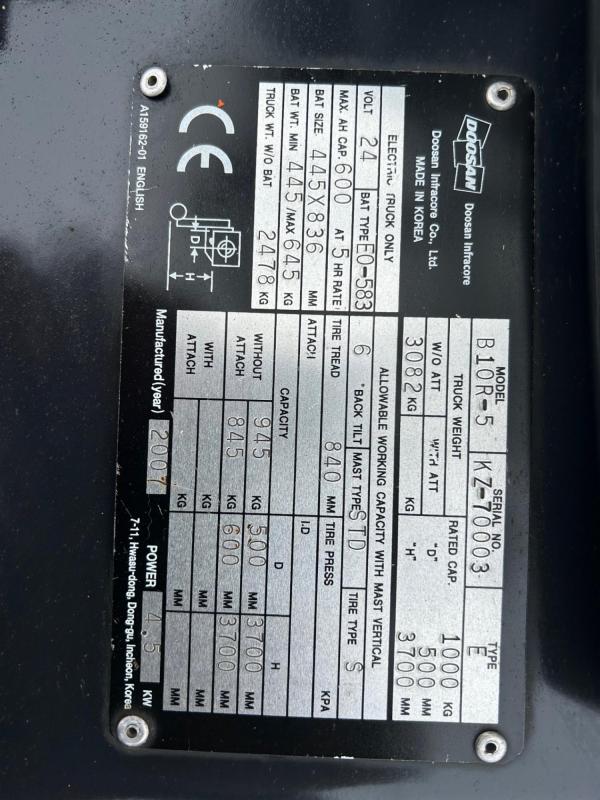 DOOSAN Doosan Infracore
Doosan Infracore Co., Ltd.
MADE IN KOREA
MODEL SERIAL NO. TYPE
B10R-5 KZ-70003 E
TRUCK WEIGHT RATED CAP. 1000 KG
W/O ATT WITH ATT "D" 500 MM
3082 KG KG "H" 3700 MM
ELECTRIC TRUCK ONLY
VOLT 24 BAT TYPE E0-583
MAX. AH CAP. 600 AT 5 HR RATE
BAT SIZE 445X836 MM
BAT WT. MIN 445 /MAX 645 KG
TRUCK WT. W/O BAT 2478 KG
ALLOWABLE WORKING CAPACITY WITH MAST VERTICAL
6 °BACK TILT MAST TYPE STD TIRE TYPE S
TIRE TREAD 840 MM TIRE PRESS KPA
ATTACH I.D
CAPACITY D H
WITHOUT ATTACH 945 KG 500 MM 3700 MM
845 KG 600 MM 3700 MM
WITH ATTACH KG MM MM
KG MM MM
CE
D
H
A159162-01 ENGLISH
Manufactured(year) 2007 POWER 4.5 KW
7-11, Hwasu-dong, Dong-gu, Incheon, Korea